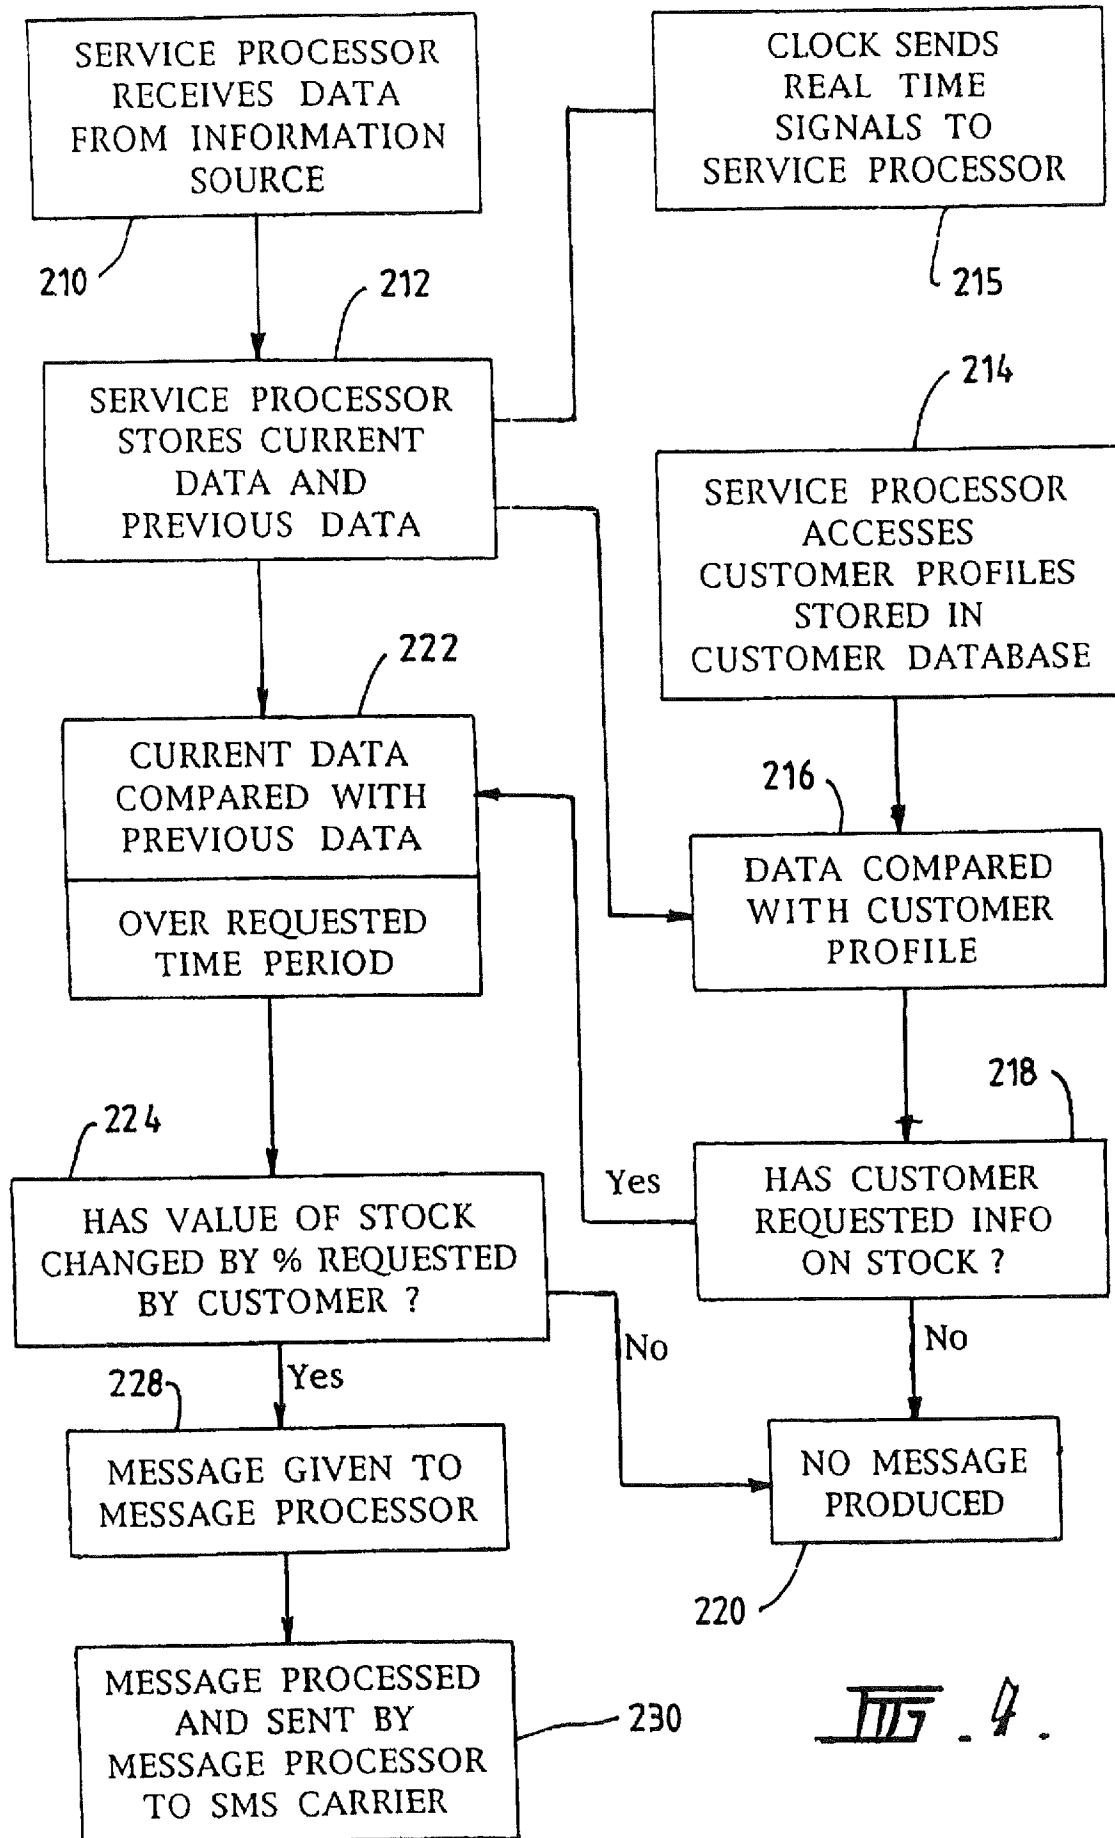 SERVICE PROCESSOR
RECEIVES DATA
FROM INFORMATION
SOURCE
210
CLOCK SENDS
REAL TIME
SIGNALS TO
SERVICE PROCESSOR
215
212
SERVICE PROCESSOR
STORES CURRENT
DATA AND
PREVIOUS DATA
214
SERVICE PROCESSOR
ACCESSES
CUSTOMER PROFILES
STORED IN
CUSTOMER DATABASE
222
CURRENT DATA
COMPARED WITH
PREVIOUS DATA
OVER REQUESTED
TIME PERIOD
216
DATA COMPARED
WITH CUSTOMER
PROFILE
218
HAS CUSTOMER
REQUESTED INFO
ON STOCK ?
Yes
No
224
HAS VALUE OF STOCK
CHANGED BY % REQUESTED
BY CUSTOMER ?
No
Yes
228
MESSAGE GIVEN TO
MESSAGE PROCESSOR
NO MESSAGE
PRODUCED
220
MESSAGE PROCESSED
AND SENT BY
MESSAGE PROCESSOR
TO SMS CARRIER
230
FIG. 4.